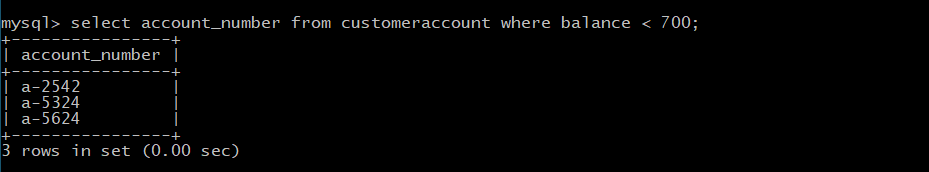 mysql> select account_number from customeraccount where balance < 700;
+----------------+
| account_number |
+----------------+
| a-2542         |
| a-5324         |
| a-5624         |
+----------------+
3 rows in set (0.00 sec)